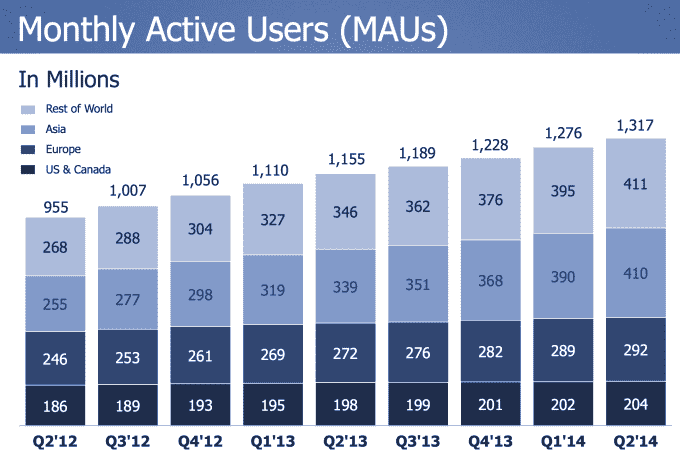 Monthly Active Users (MAUs)
In Millions
Rest of World
Asia
Europe
US & Canada
955 1,007 1,056 1,110 1,155 1,189 1,228 1,276 1,317
268 288 304 327 346 362 376 395 411
255 277 298 319 339 351 368 390 410
246 253 261 269 272 276 282 289 292
186 189 193 195 198 199 201 202 204
Q2'12 Q3'12 Q4'12 Q1'13 Q2'13 Q3'13 Q4'13 Q1'14 Q2'14